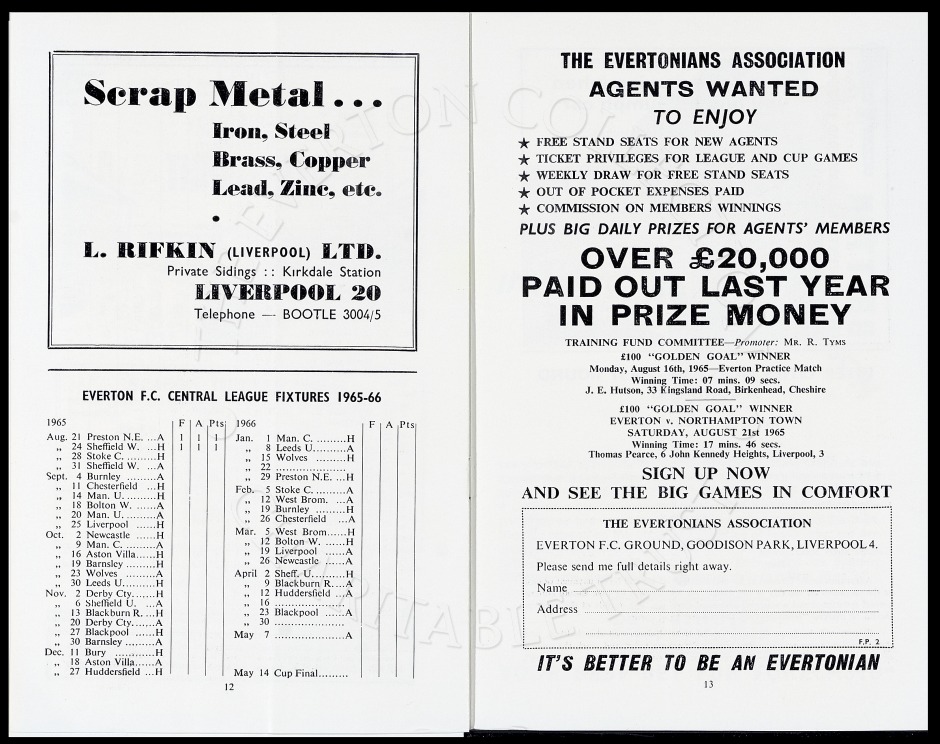 Scrap Metal...
Iron, Steel
Brass, Copper
Lead, Zinc, etc.
L. RIFKIN (LIVERPOOL) LTD.
Private Sidings :: Kirkdale Station
LIVERPOOL 20
Telephone — BOOTLE 3004/5
EVERTON F.C. CENTRAL LEAGUE FIXTURES 1965-66
1965 F A Pts
Aug. 21 Preston N.E. ...A 1 1 1
,, 24 Sheffield W. ...H 1 1 1
,, 28 Stoke C. .........H
,, 31 Sheffield W. ...A
Sept. 4 Burnley .........A
,, 11 Chesterfield ...H
,, 14 Man. U. .........H
,, 18 Bolton W. ......A
,, 20 Man. U. .........A
,, 25 Liverpool ......H
Oct. 2 Newcastle ......H
,, 9 Man. C. .........A
,, 16 Aston Villa......H
,, 19 Barnsley .........H
,, 23 Wolves .........A
,, 30 Leeds U..........H
Nov. 2 Derby Cty.......H
,, 6 Sheffield U. ...A
,, 13 Blackburn R. ...H
,, 20 Derby Cty.......A
,, 27 Blackpool ......H
,, 30 Barnsley .........A
Dec. 11 Bury ............H
,, 18 Aston Villa......A
,, 27 Huddersfield ...H
1966 F A Pts
Jan. 1 Man. C. .........H
,, 8 Leeds U..........A
,, 15 Wolves .........H
,, 22 .....................
,, 29 Preston N.E. ...H
Feb. 5 Stoke C. .........A
,, 12 West Brom. ...A
,, 19 Burnley .........H
,, 26 Chesterfield ...A
Mar. 5 West Brom......H
,, 12 Bolton W. ......H
,, 19 Liverpool ......A
,, 26 Newcastle ......A
April 2 Sheff. U..........H
,, 9 Blackburn R....A
,, 12 Huddersfield ...A
,, 16 .....................
,, 23 Blackpool ......A
,, 30 .....................
May 7 .....................A
May 14 Cup Final.........
12
THE EVERTONIANS ASSOCIATION
AGENTS WANTED
TO ENJOY
★ FREE STAND SEATS FOR NEW AGENTS
★ TICKET PRIVILEGES FOR LEAGUE AND CUP GAMES
★ WEEKLY DRAW FOR FREE STAND SEATS
★ OUT OF POCKET EXPENSES PAID
★ COMMISSION ON MEMBERS WINNINGS
PLUS BIG DAILY PRIZES FOR AGENTS' MEMBERS
OVER £20,000
PAID OUT LAST YEAR
IN PRIZE MONEY
TRAINING FUND COMMITTEE—Promoter: MR. R. TYMS
£100 "GOLDEN GOAL" WINNER
Monday, August 16th, 1965—Everton Practice Match
Winning Time: 07 mins. 09 secs.
J. E. Hutson, 33 Kingsland Road, Birkenhead, Cheshire
£100 "GOLDEN GOAL" WINNER
EVERTON v. NORTHAMPTON TOWN
SATURDAY, AUGUST 21st 1965
Winning Time: 17 mins. 46 secs.
Thomas Pearce, 6 John Kennedy Heights, Liverpool, 3
SIGN UP NOW
AND SEE THE BIG GAMES IN COMFORT
THE EVERTONIANS ASSOCIATION
EVERTON F.C. GROUND, GOODISON PARK, LIVERPOOL 4.
Please send me full details right away.
Name
Address
F.P. 2
IT'S BETTER TO BE AN EVERTONIAN
13